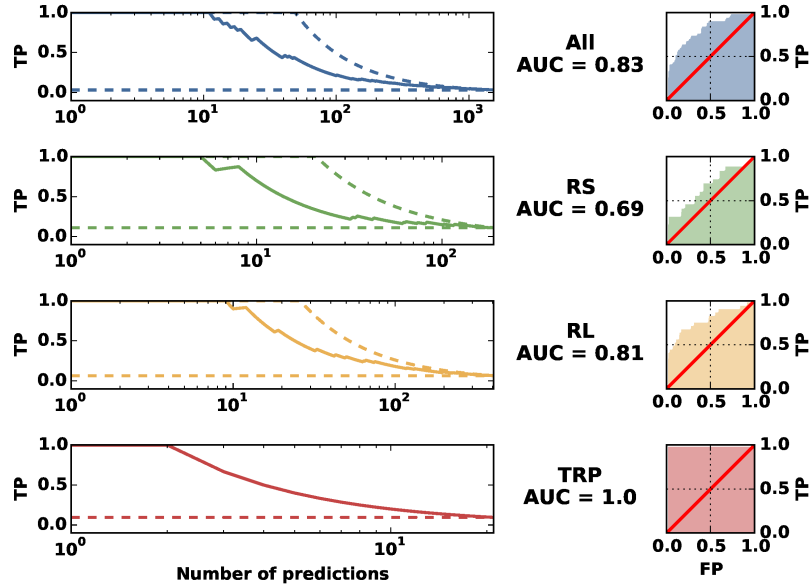 1.0
0.5
0.0
TP
10^0 10^1 10^2 10^3
All
AUC = 0.83
1.0
0.5
0.0
TP
0.0 0.5 1.0
1.0
0.5
0.0
TP
10^0 10^1 10^2
RS
AUC = 0.69
1.0
0.5
0.0
TP
0.0 0.5 1.0
1.0
0.5
0.0
TP
10^0 10^1 10^2
RL
AUC = 0.81
1.0
0.5
0.0
TP
0.0 0.5 1.0
1.0
0.5
0.0
TP
10^0 10^1
Number of predictions
TRP
AUC = 1.0
1.0
0.5
0.0
TP
0.0 0.5 1.0
FP